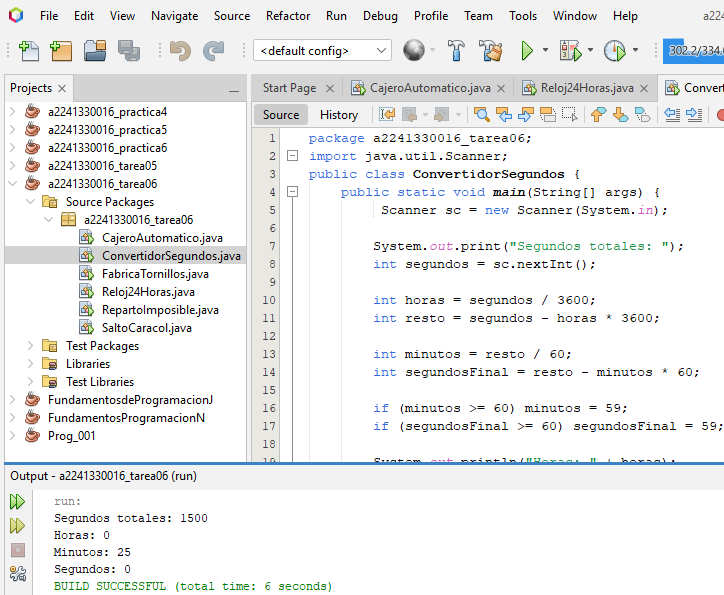 File Edit View Navigate Source Refactor Run Debug Profile Team Tools Window Help
<default config>
Projects
a2241330016_practica4
a2241330016_practica5
a2241330016_practica6
a2241330016_tarea05
a2241330016_tarea06
Source Packages
a2241330016_tarea06
CajeroAutomatico.java
ConvertidorSegundos.java
FabricaTornillos.java
Reloj24Horas.java
RepartoImposible.java
SaltoCaracol.java
Test Packages
Libraries
Test Libraries
FundamentosdeProgramacionJ
FundamentosProgramacionN
Prog_001
Start Page CajeroAutomatico.java Reloj24Horas.java
Source History
1 package a2241330016_tarea06;
2 import java.util.Scanner;
3 public class ConvertidorSegundos {
4 public static void main(String[] args) {
5 Scanner sc = new Scanner(System.in);
6
7 System.out.print("Segundos totales: ");
8 int segundos = sc.nextInt();
9
10 int horas = segundos / 3600;
11 int resto = segundos - horas * 3600;
12
13 int minutos = resto / 60;
14 int segundosFinal = resto - minutos * 60;
15
16 if (minutos >= 60) minutos = 59;
17 if (segundosFinal >= 60) segundosFinal = 59;
System.out.println("Horas: " + horas);
Output - a2241330016_tarea06 (run)
run:
Segundos totales: 1500
Horas: 0
Minutos: 25
Segundos: 0
BUILD SUCCESSFUL (total time: 6 seconds)